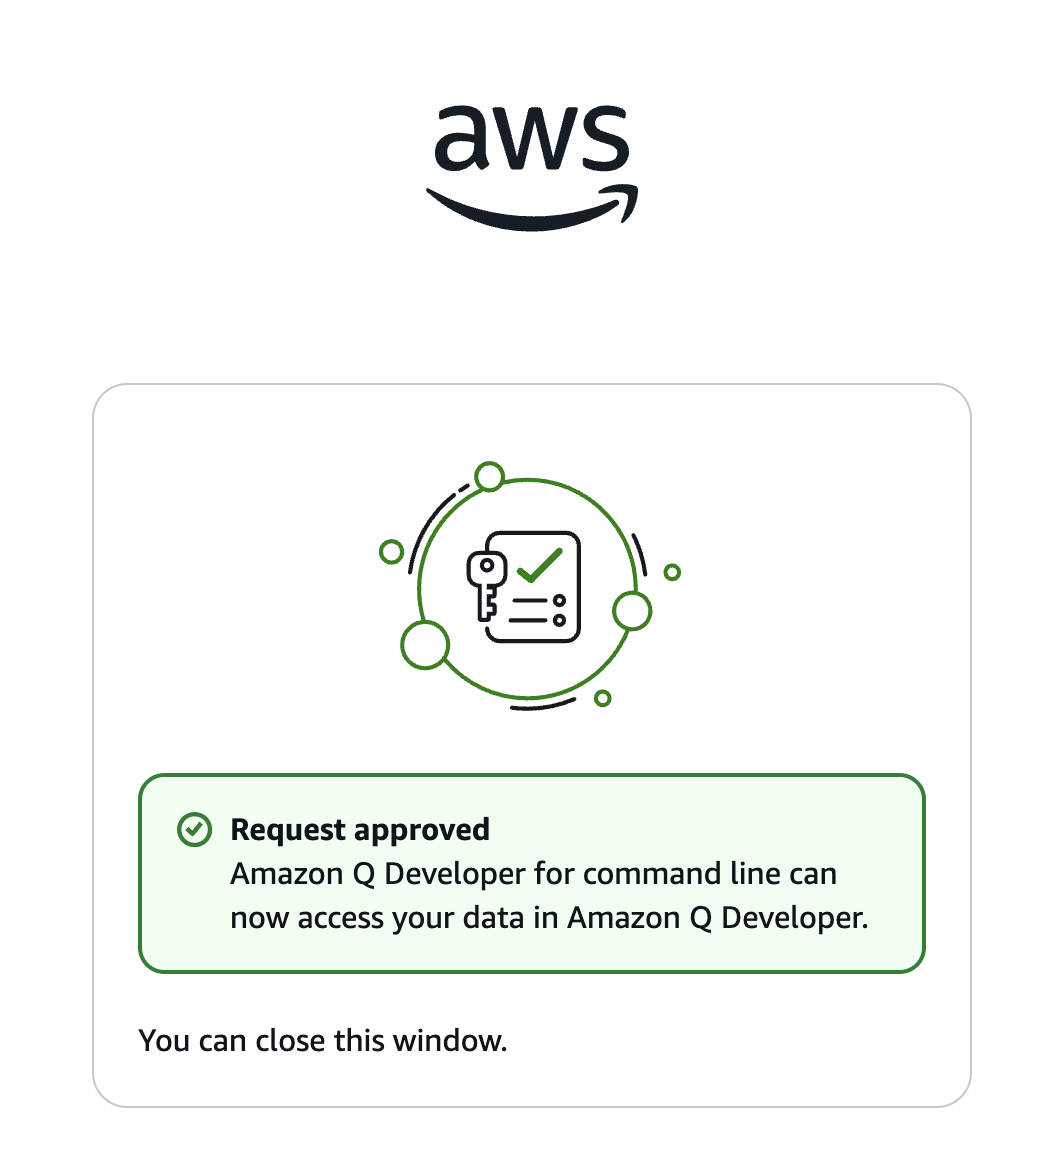 aws
Request approved
Amazon Q Developer for command line can
now access your data in Amazon Q Developer.
You can close this window.